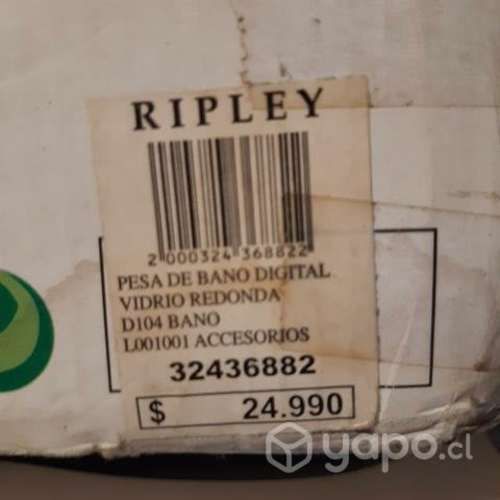 RIPLEY
2 000324 368822
PESA DE BANO DIGITAL
VIDRIO REDONDA
D104 BANO
L001001 ACCESORIOS
32436882
$ 24.990
yapo.cl